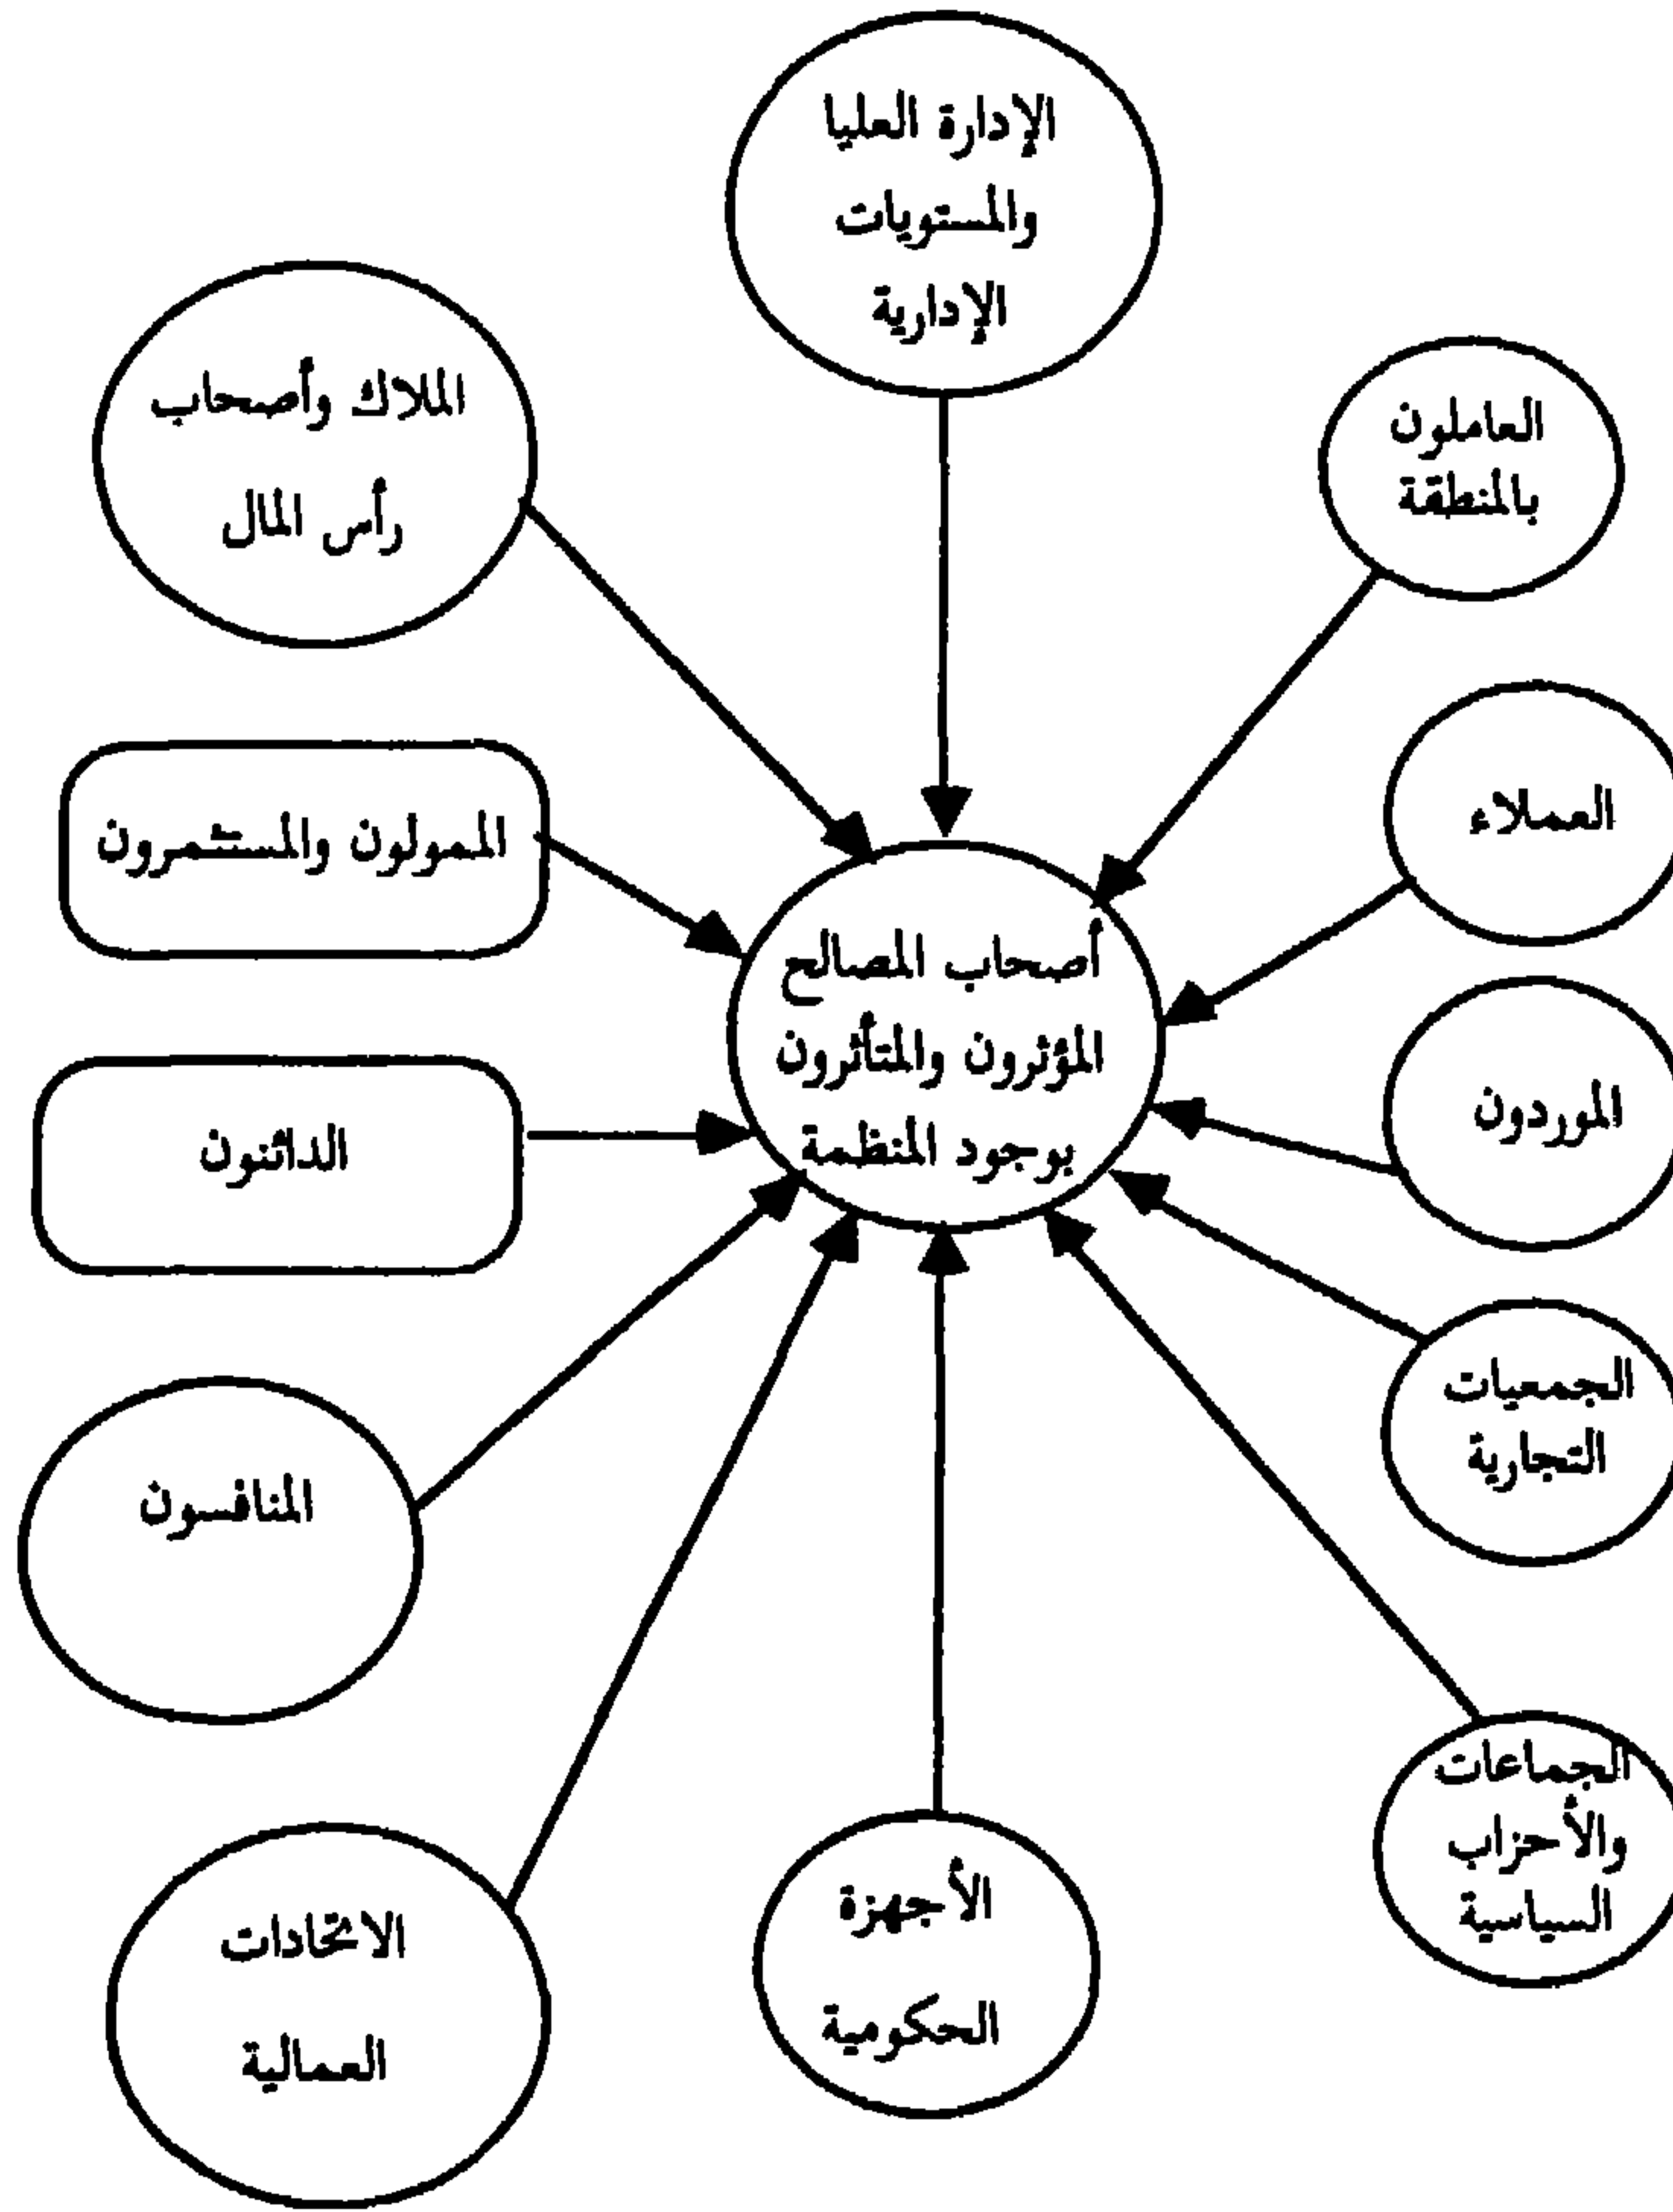 الإدارة العليا
والمستويات
الإدارية
العاملون
بالمنطقة
الملاك وأصحاب
رأس المال
العملاء
الممولون والمستثمرون
أصحاب المصالح
المؤثرون والمتأثرون
بوجود المنظمة
الموردون
الدائنون
الجمعيات
التجارية
المنافسون
الجماعات
والأحزاب
السياسية
الأجهزة
الحكومية
الاتحادات
العمالية